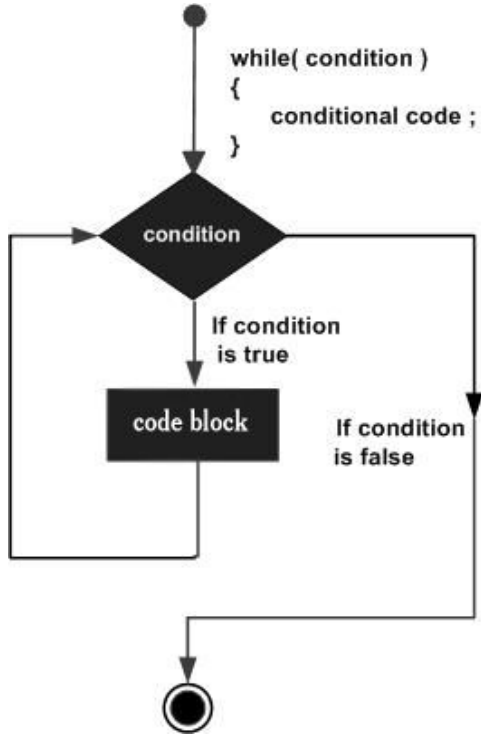 while( condition )
{
conditional code ;
}
condition
If condition
is true
code block
If condition
is false